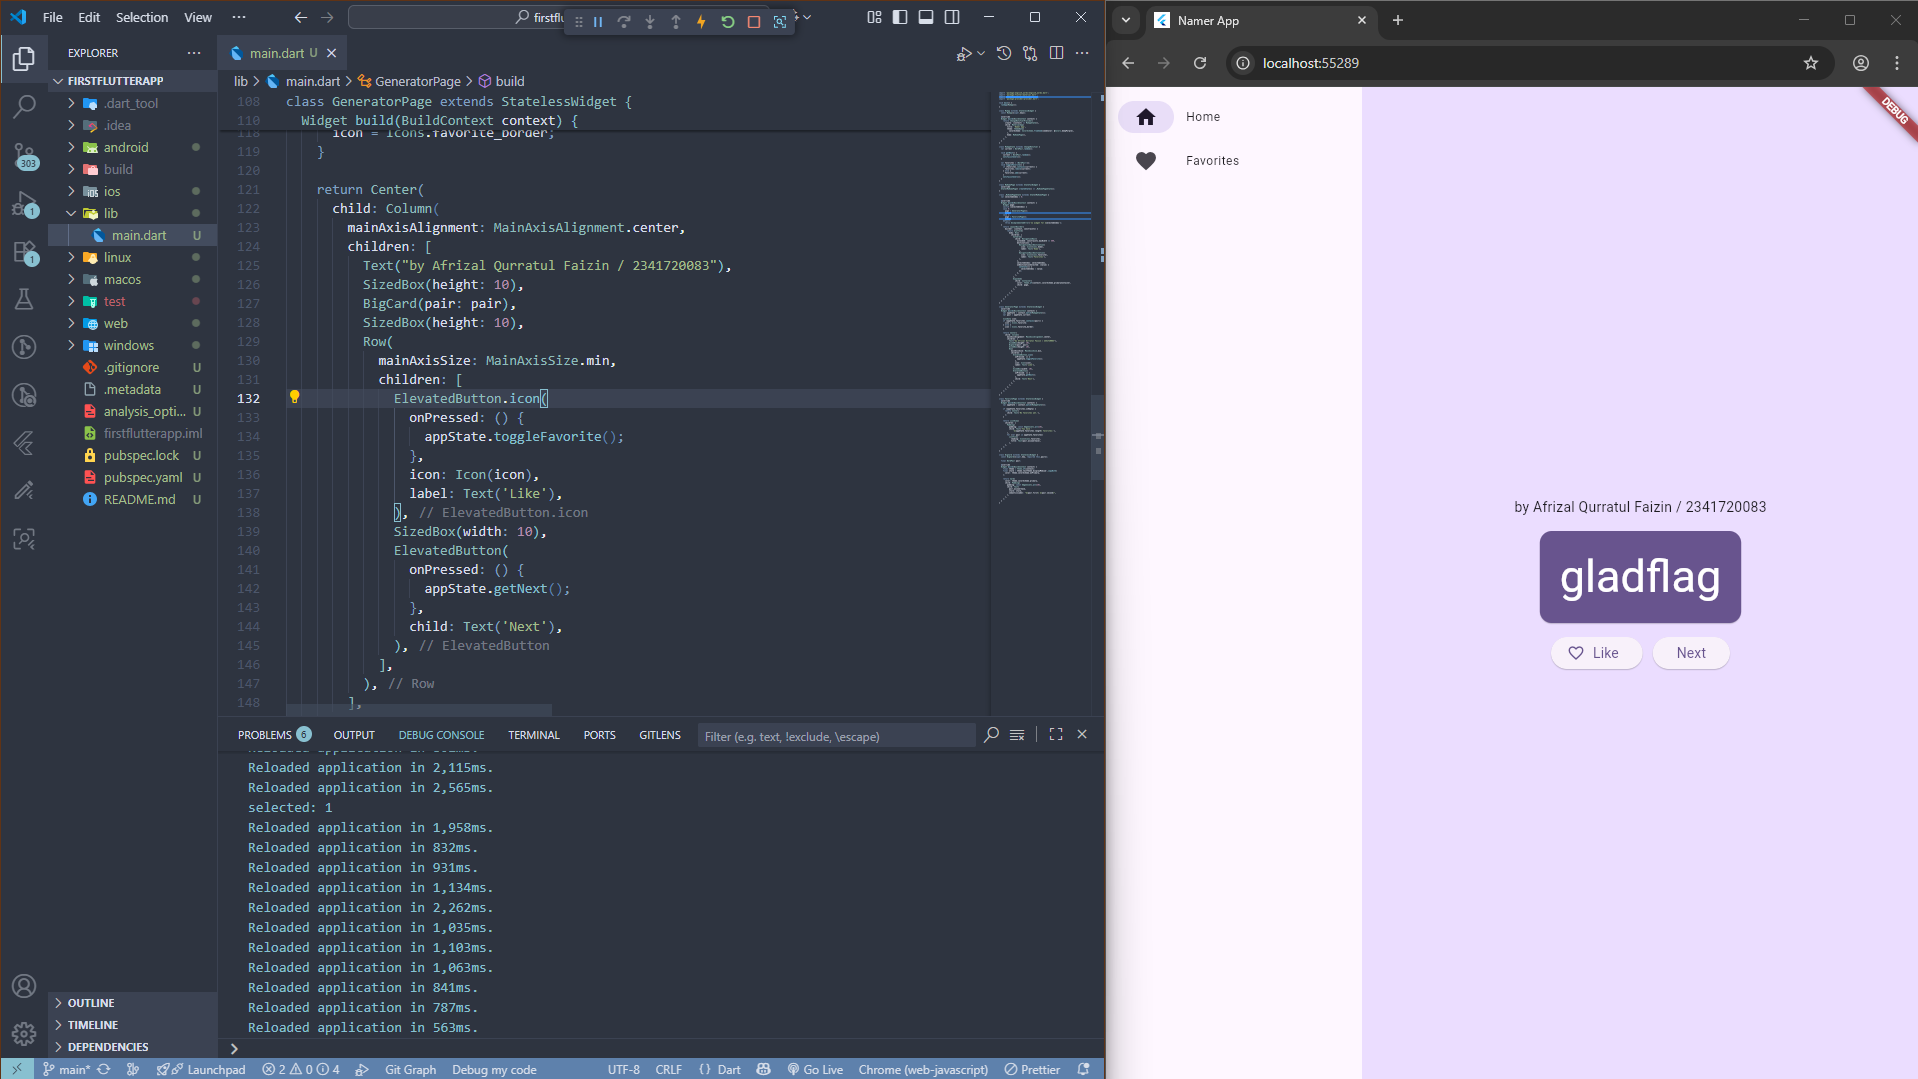 File Edit Selection View ··· firstflu
EXPLORER ···
FIRSTFLUTTERAPP
.dart_tool
.idea
android
build
ios
lib
main.dart U
linux
macos
test
web
windows
.gitignore U
.metadata U
analysis_opti... U
firstflutterapp.iml
pubspec.lock U
pubspec.yaml U
README.md U
OUTLINE
TIMELINE
DEPENDENCIES
303
1
1
main.dart U
lib > main.dart > GeneratorPage > build
108 class GeneratorPage extends StatelessWidget {
110 Widget build(BuildContext context) {
118 icon = Icons.favorite_border;
119 }
120
121 return Center(
122 child: Column(
123 mainAxisAlignment: MainAxisAlignment.center,
124 children: [
125 Text("by Afrizal Qurratul Faizin / 2341720083"),
126 SizedBox(height: 10),
127 BigCard(pair: pair),
128 SizedBox(height: 10),
129 Row(
130 mainAxisSize: MainAxisSize.min,
131 children: [
132 ElevatedButton.icon(
133 onPressed: () {
134 appState.toggleFavorite();
135 },
136 icon: Icon(icon),
137 label: Text('Like'),
138 ), // ElevatedButton.icon
139 SizedBox(width: 10),
140 ElevatedButton(
141 onPressed: () {
142 appState.getNext();
143 },
144 child: Text('Next'),
145 ), // ElevatedButton
146 ],
147 ), // Row
148 ],
PROBLEMS 6 OUTPUT DEBUG CONSOLE TERMINAL PORTS GITLENS Filter (e.g. text, !exclude, \escape)
Reloaded application in 2,115ms.
Reloaded application in 2,565ms.
selected: 1
Reloaded application in 1,958ms.
Reloaded application in 832ms.
Reloaded application in 931ms.
Reloaded application in 1,134ms.
Reloaded application in 2,262ms.
Reloaded application in 1,035ms.
Reloaded application in 1,103ms.
Reloaded application in 1,063ms.
Reloaded application in 841ms.
Reloaded application in 787ms.
Reloaded application in 563ms.
main* Launchpad 2 0 4 Git Graph Debug my code UTF-8 CRLF {} Dart Go Live Chrome (web-javascript) Prettier
Namer App
localhost:55289
DEBUG
Home
Favorites
by Afrizal Qurratul Faizin / 2341720083
gladflag
Like Next